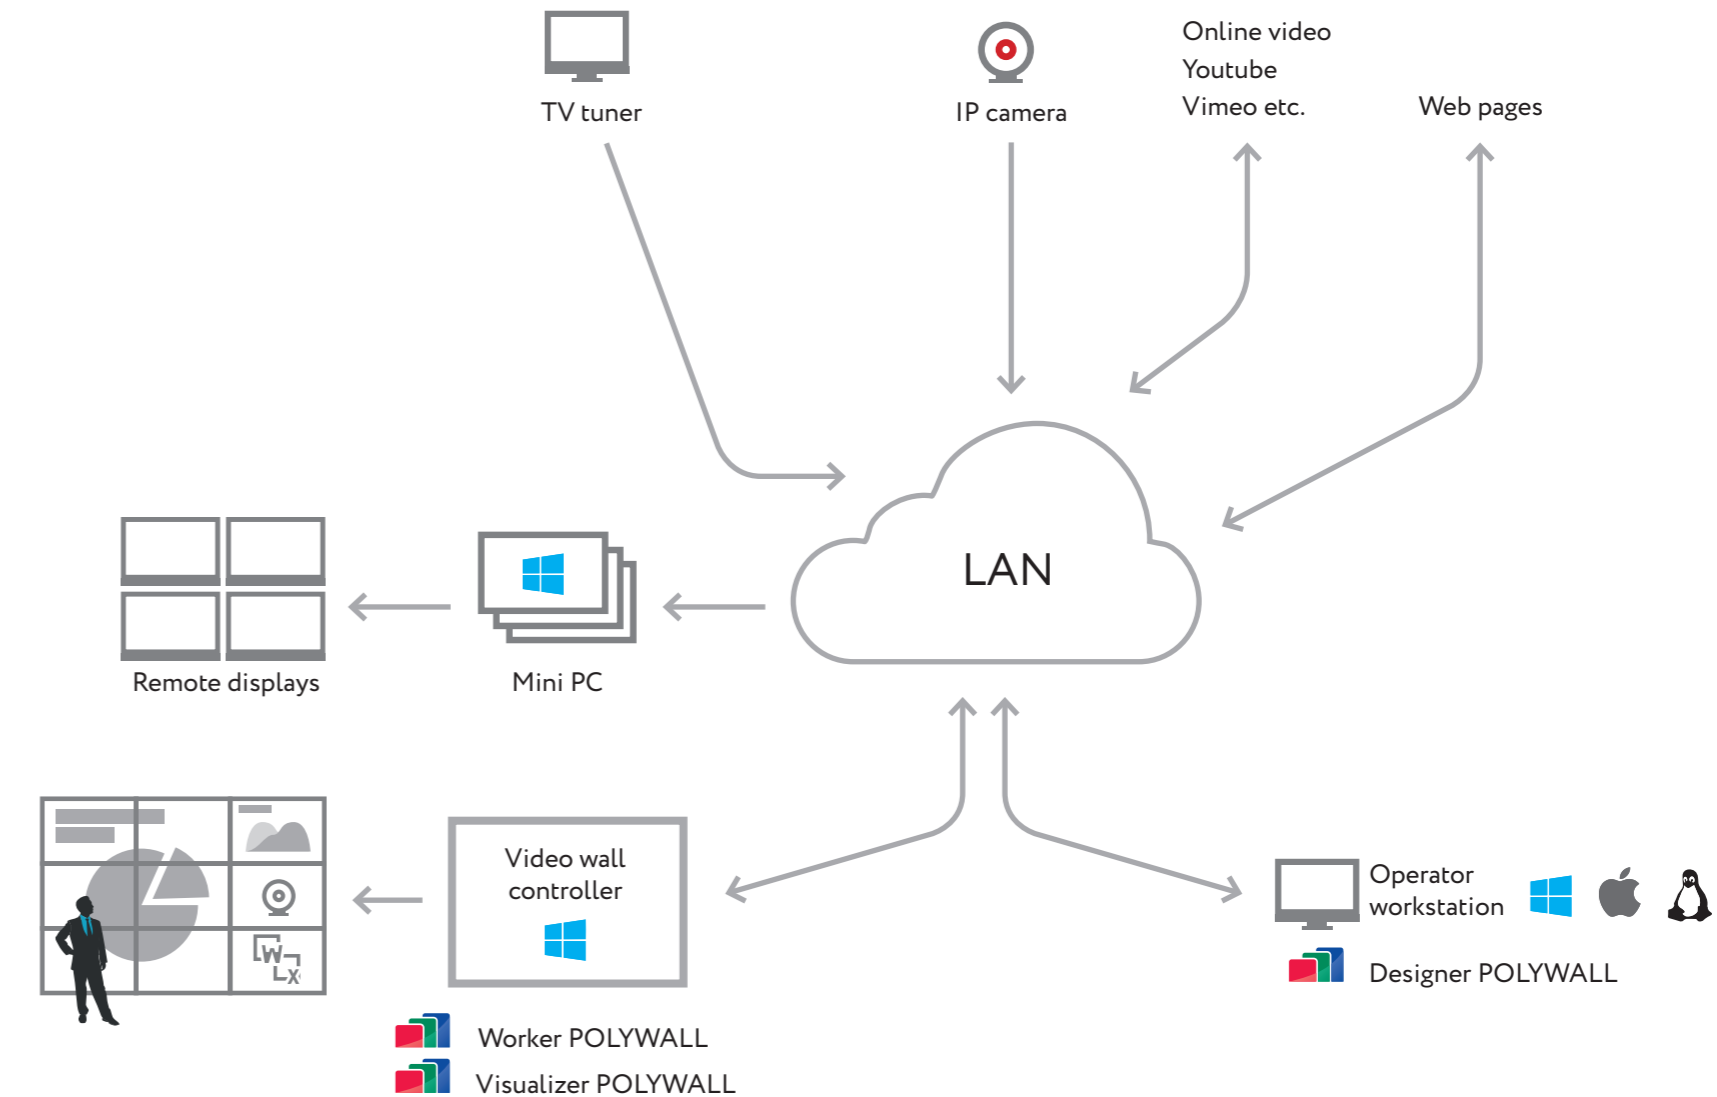 TV tuner
IP camera
Online video
Youtube
Vimeo etc.
Web pages
LAN
Remote displays
Mini PC
Video wall
controller
W
X
Operator
workstation
Designer POLYWALL
Worker POLYWALL
Visualizer POLYWALL